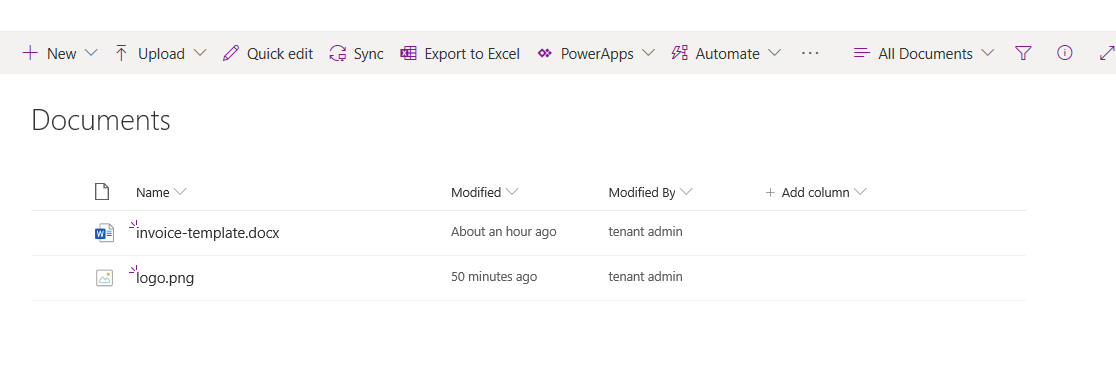 New Upload Quick edit Sync Export to Excel PowerApps Automate ··· All Documents
Documents
Name Modified Modified By + Add column
invoice-template.docx About an hour ago tenant admin
logo.png 50 minutes ago tenant admin